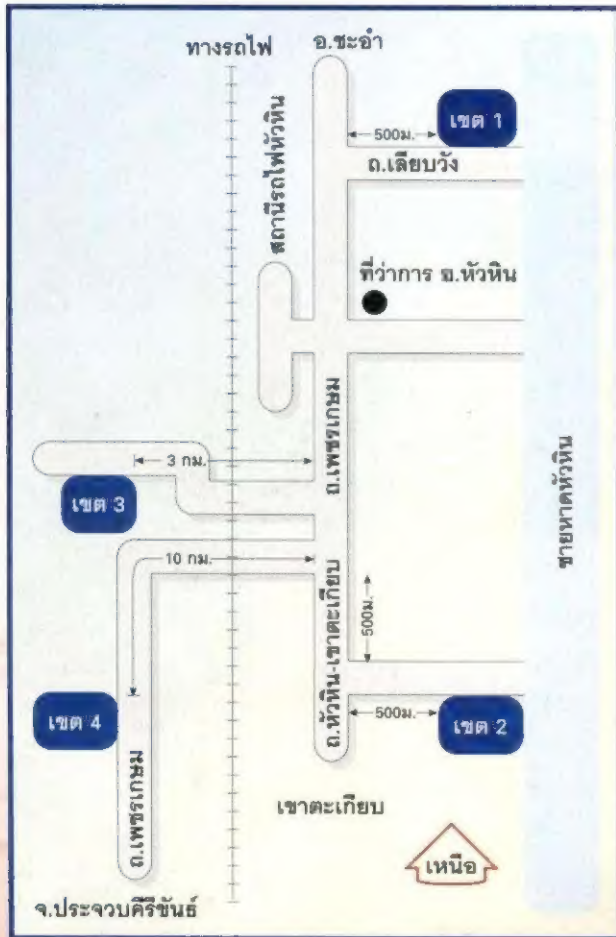 ทางรถไฟ
อ.ชะอำ
สถานีรถไฟหัวหิน
500ม.
เขต 1
ถ.เลียบวัง
ที่ว่าการ อ.หัวหิน
ถ.เพชรเกษม
3 กม.
เขต 3
ชายหาดหัวหิน
10 กม.
ถ.หัวหิน-เขาตะเกียบ
500ม.
เขต 4
500ม.
เขต 2
ถ.เพชรเกษม
เขาตะเกียบ
เหนือ
จ.ประจวบคีรีขันธ์